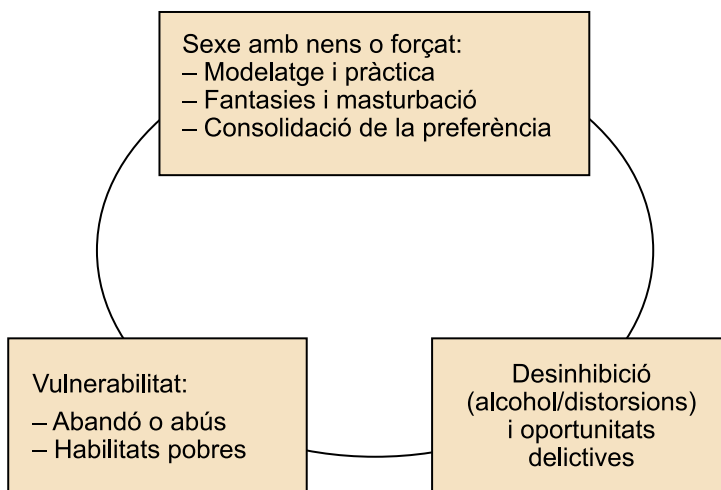 Sexe amb nens o forçat:
– Modelatge i pràctica
– Fantasies i masturbació
– Consolidació de la preferència
Vulnerabilitat:
– Abandó o abús
– Habilitats pobres
Desinhibició
(alcohol/distorsions)
i oportunitats
delictives